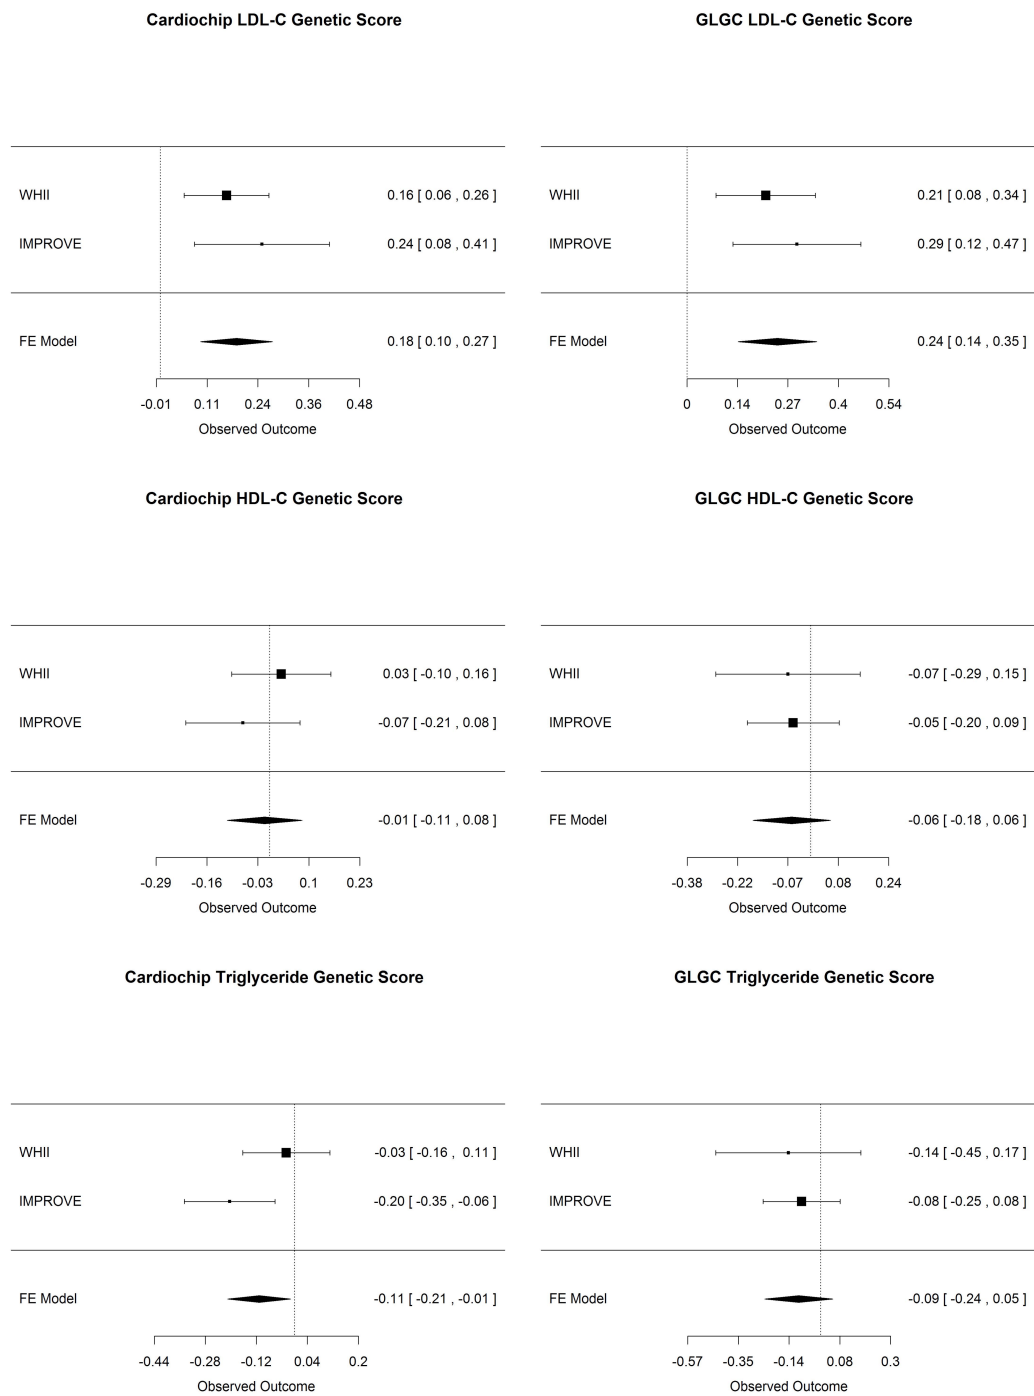 Cardiochip LDL-C Genetic Score
WHII 0.16 [ 0.06 , 0.26 ]
IMPROVE 0.24 [ 0.08 , 0.41 ]
FE Model 0.18 [ 0.10 , 0.27 ]
-0.01 0.11 0.24 0.36 0.48
Observed Outcome
GLGC LDL-C Genetic Score
WHII 0.21 [ 0.08 , 0.34 ]
IMPROVE 0.29 [ 0.12 , 0.47 ]
FE Model 0.24 [ 0.14 , 0.35 ]
0 0.14 0.27 0.4 0.54
Observed Outcome
Cardiochip HDL-C Genetic Score
WHII 0.03 [ -0.10 , 0.16 ]
IMPROVE -0.07 [ -0.21 , 0.08 ]
FE Model -0.01 [ -0.11 , 0.08 ]
-0.29 -0.16 -0.03 0.1 0.23
Observed Outcome
GLGC HDL-C Genetic Score
WHII -0.07 [ -0.29 , 0.15 ]
IMPROVE -0.05 [ -0.20 , 0.09 ]
FE Model -0.06 [ -0.18 , 0.06 ]
-0.38 -0.22 -0.07 0.08 0.24
Observed Outcome
Cardiochip Triglyceride Genetic Score
WHII -0.03 [ -0.16 , 0.11 ]
IMPROVE -0.20 [ -0.35 , -0.06 ]
FE Model -0.11 [ -0.21 , -0.01 ]
-0.44 -0.28 -0.12 0.04 0.2
Observed Outcome
GLGC Triglyceride Genetic Score
WHII -0.14 [ -0.45 , 0.17 ]
IMPROVE -0.08 [ -0.25 , 0.08 ]
FE Model -0.09 [ -0.24 , 0.05 ]
-0.57 -0.35 -0.14 0.08 0.3
Observed Outcome